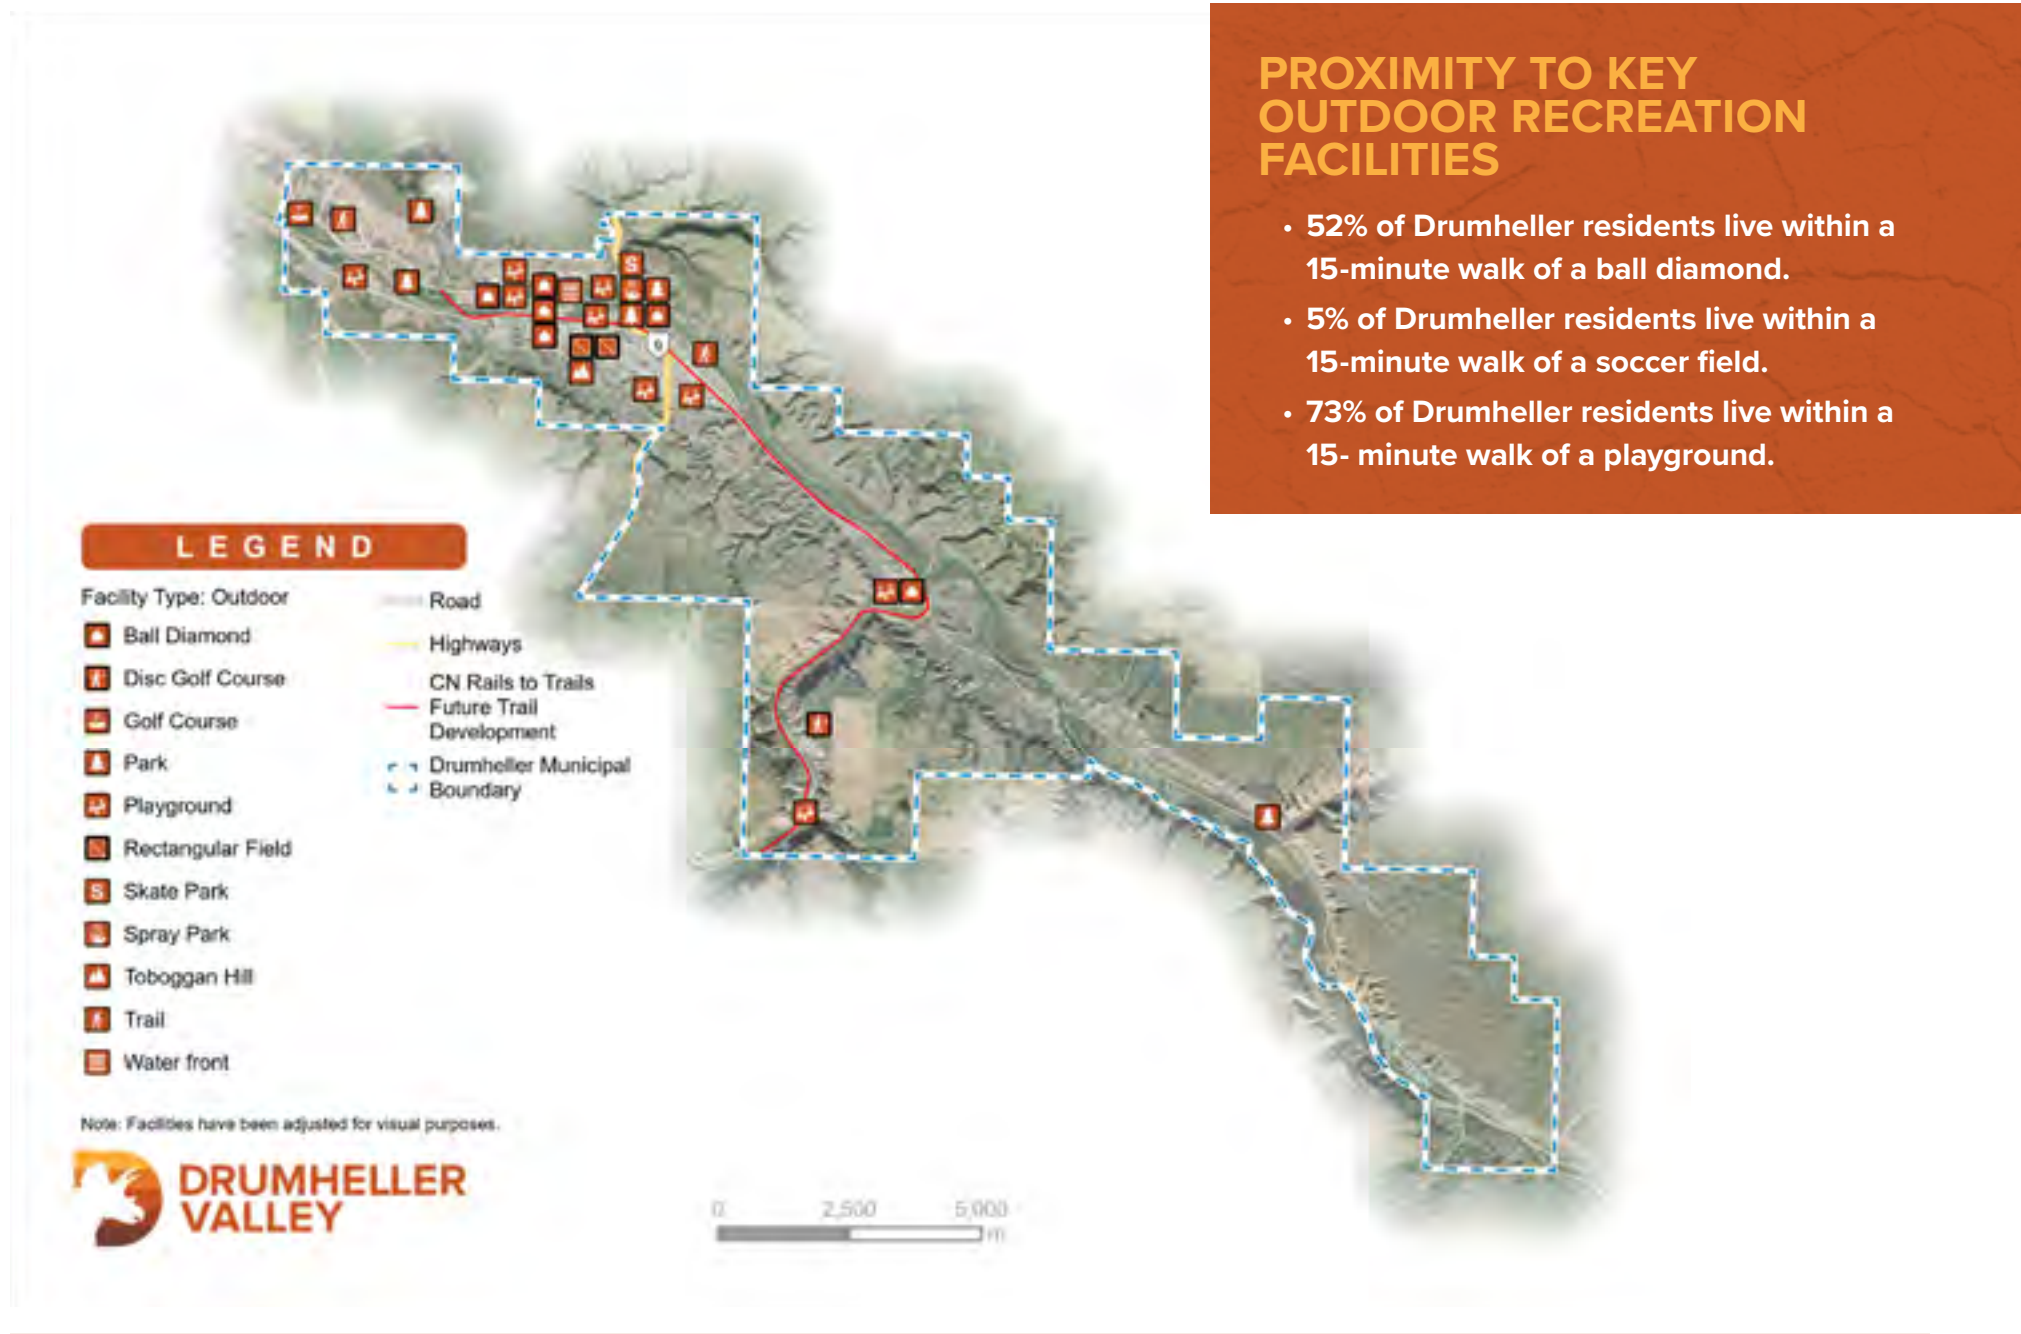 PROXIMITY TO KEY
OUTDOOR RECREATION
FACILITIES
• 52% of Drumheller residents live within a
15-minute walk of a ball diamond.
• 5% of Drumheller residents live within a
15-minute walk of a soccer field.
• 73% of Drumheller residents live within a
15- minute walk of a playground.
S
9
LEGEND
Facility Type: Outdoor
Ball Diamond
Disc Golf Course
Golf Course
Park
Playground
Rectangular Field
S Skate Park
Spray Park
Toboggan Hill
Trail
Water front
Road
Highways
CN Rails to Trails
Future Trail
Development
Drumheller Municipal
Boundary
Note: Facilities have been adjusted for visual purposes.
DRUMHELLER
VALLEY
0 2,500 5,000
m